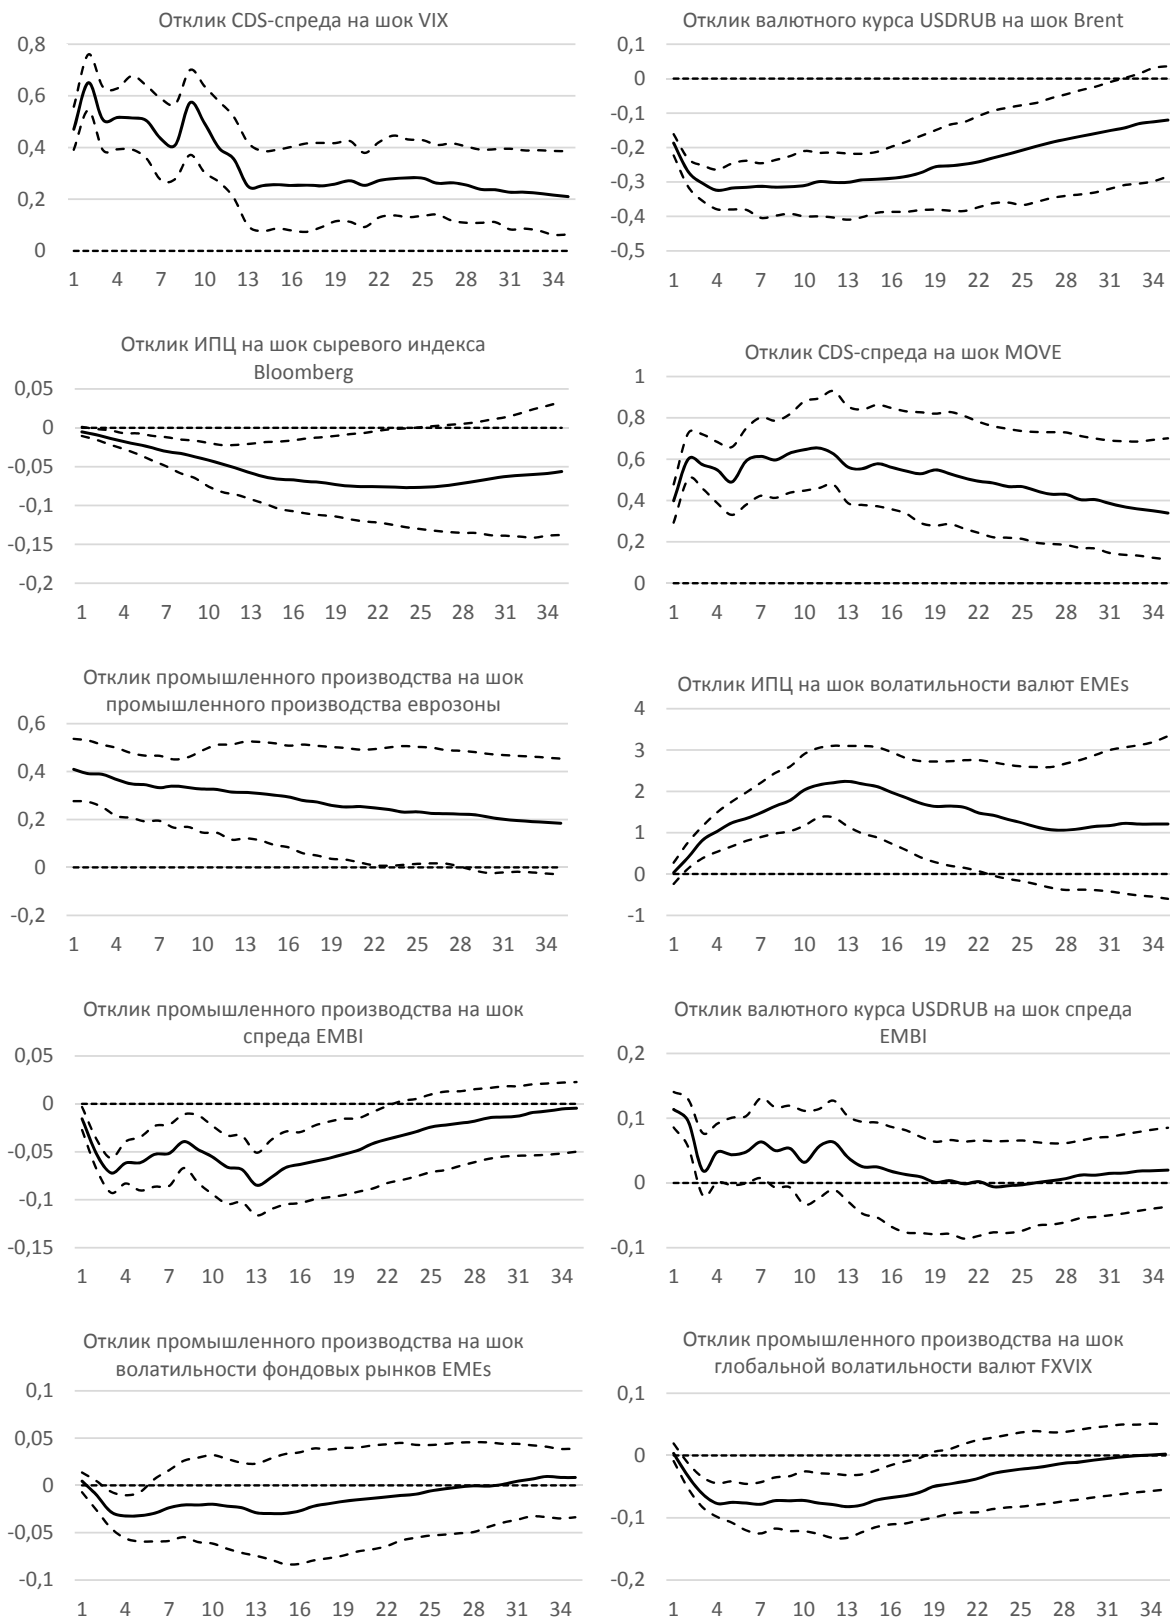 Отклик CDS-спреда на шок VIX
0,8
0,6
0,4
0,2
0
1 4 7 10 13 16 19 22 25 28 31 34
Отклик валютного курса USDRUB на шок Brent
0,1
0
-0,1
-0,2
-0,3
-0,4
-0,5
1 4 7 10 13 16 19 22 25 28 31 34
Отклик ИПЦ на шок сыревого индекса
Bloomberg
0,05
0
-0,05
-0,1
-0,15
-0,2
1 4 7 10 13 16 19 22 25 28 31 34
Отклик CDS-спреда на шок MOVE
1
0,8
0,6
0,4
0,2
0
1 4 7 10 13 16 19 22 25 28 31 34
Отклик промышленного производства на шок
промышленного производства еврозоны
0,6
0,4
0,2
0
-0,2
1 4 7 10 13 16 19 22 25 28 31 34
Отклик ИПЦ на шок волатильности валют EMEs
4
3
2
1
0
-1
1 4 7 10 13 16 19 22 25 28 31 34
Отклик промышленного производства на шок
спреда EMBI
0,05
0
-0,05
-0,1
-0,15
1 4 7 10 13 16 19 22 25 28 31 34
Отклик валютного курса USDRUB на шок спреда
EMBI
0,2
0,1
0
-0,1
1 4 7 10 13 16 19 22 25 28 31 34
Отклик промышленного производства на шок
волатильности фондовых рынков EMEs
0,1
0,05
0
-0,05
-0,1
1 4 7 10 13 16 19 22 25 28 31 34
Отклик промышленного производства на шок
глобальной волатильности валют FXVIX
0,1
0
-0,1
-0,2
1 4 7 10 13 16 19 22 25 28 31 34